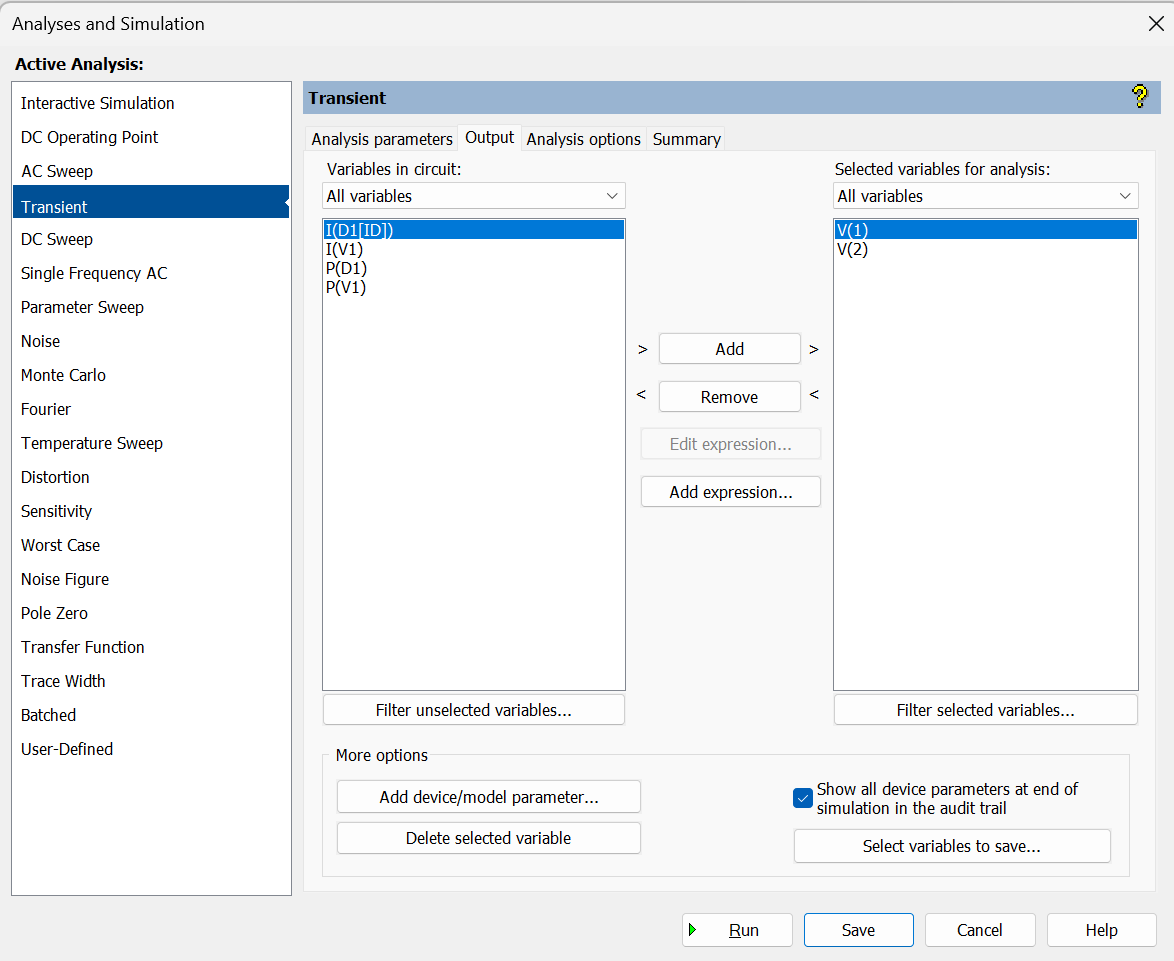 Analyses and Simulation
Active Analysis:
Interactive Simulation
DC Operating Point
AC Sweep
Transient
DC Sweep
Single Frequency AC
Parameter Sweep
Noise
Monte Carlo
Fourier
Temperature Sweep
Distortion
Sensitivity
Worst Case
Noise Figure
Pole Zero
Transfer Function
Trace Width
Batched
User-Defined
Transient
?
Analysis parameters
Output
Analysis options
Summary
Variables in circuit:
All variables
I(D1[ID])
I(V1)
P(D1)
P(V1)
Filter unselected variables...
> Add >
< Remove <
Edit expression...
Add expression...
Selected variables for analysis:
All variables
V(1)
V(2)
Filter selected variables...
More options
Add device/model parameter...
Delete selected variable
Show all device parameters at end of
simulation in the audit trail
Select variables to save...
Run
Save
Cancel
Help